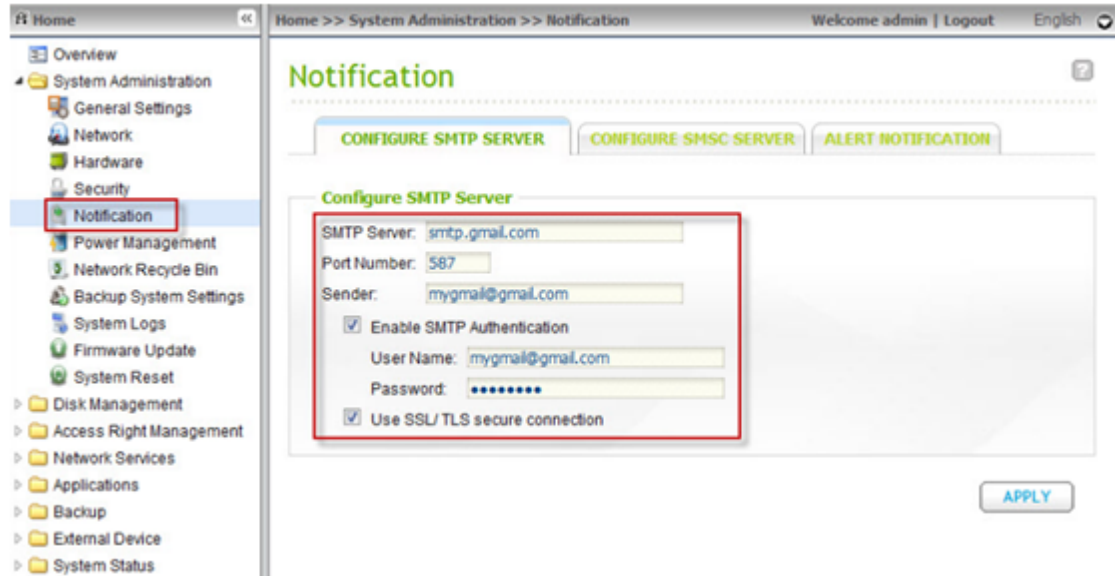 Home
Home >> System Administration >> Notification
Welcome admin | Logout
English
Overview
System Administration
General Settings
Network
Hardware
Security
Notification
Power Management
Network Recycle Bin
Backup System Settings
System Logs
Firmware Update
System Reset
Disk Management
Access Right Management
Network Services
Applications
Backup
External Device
System Status
Notification
?
CONFIGURE SMTP SERVER
CONFIGURE SMSC SERVER
ALERT NOTIFICATION
Configure SMTP Server
SMTP Server: smtp.gmail.com
Port Number: 587
Sender: mygmail@gmail.com
Enable SMTP Authentication
User Name: mygmail@gmail.com
Password: ●●●●●●●●
Use SSL/ TLS secure connection
APPLY